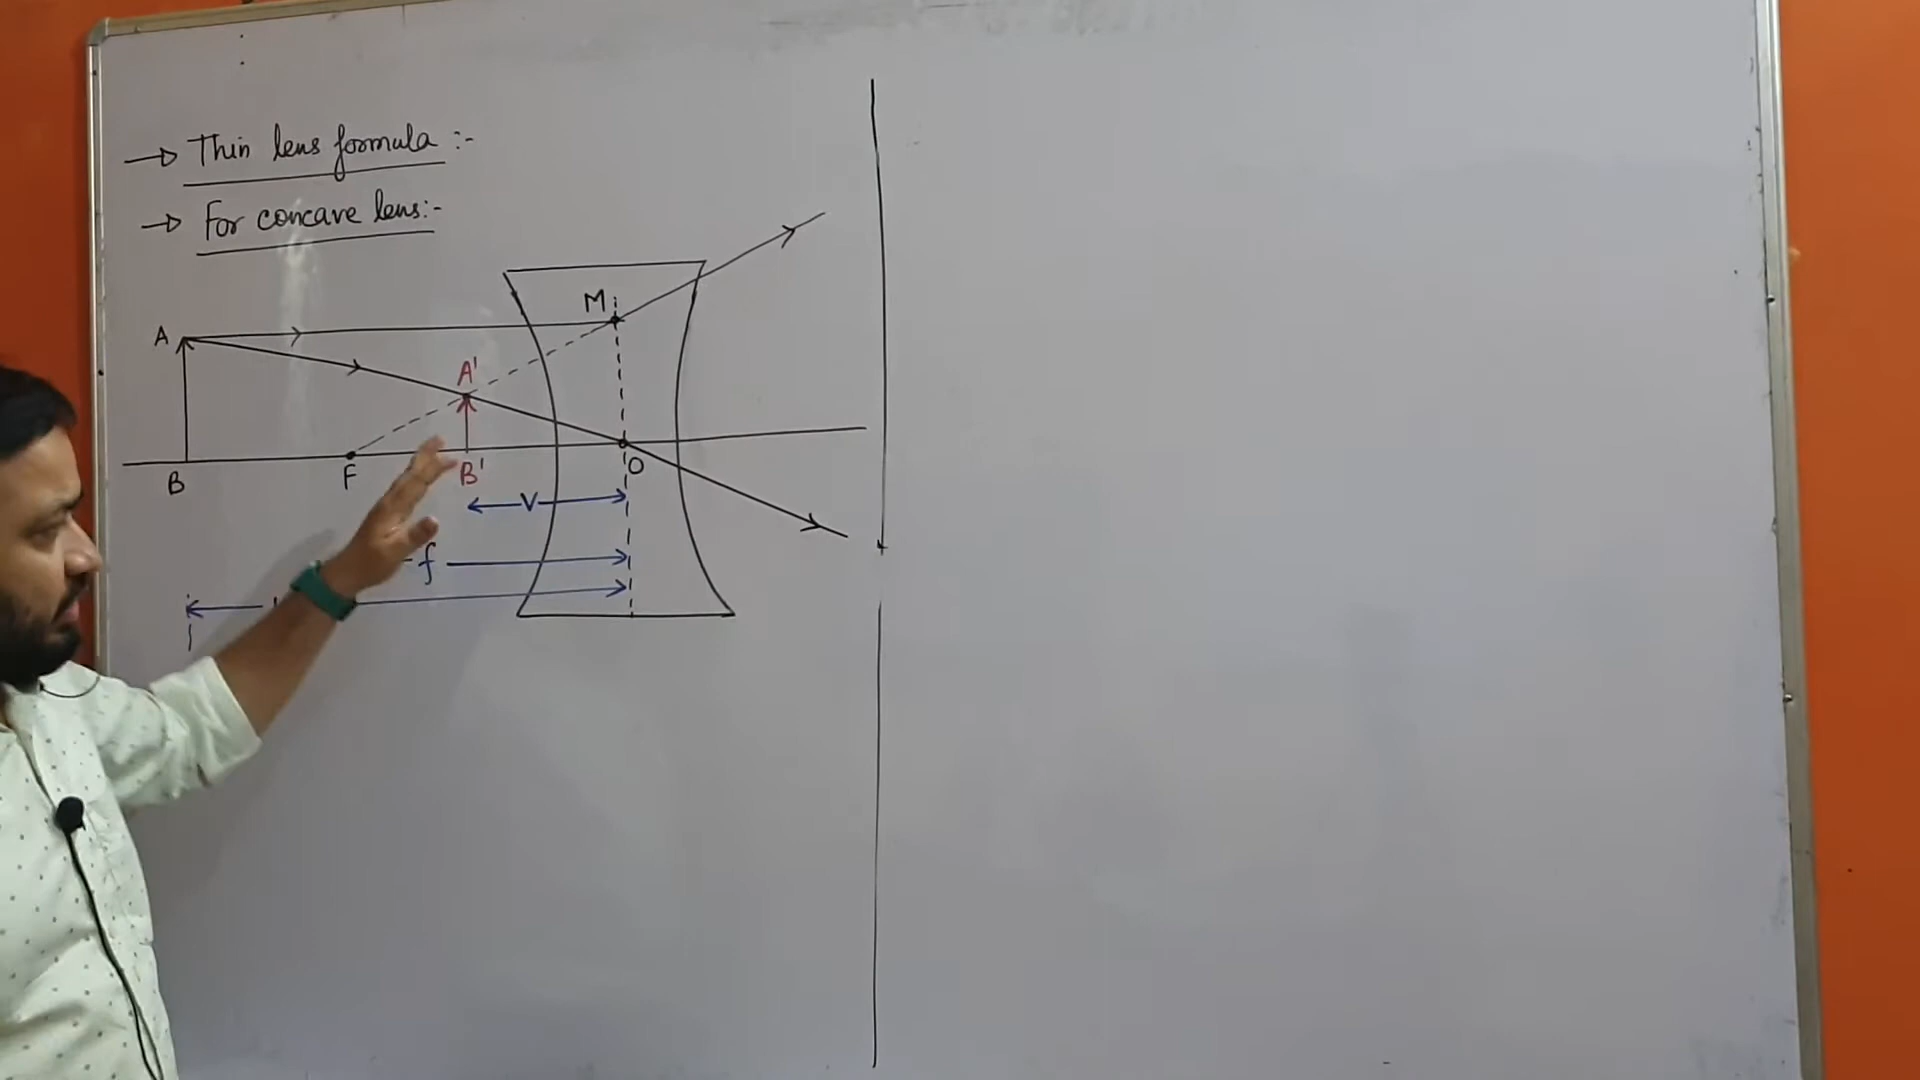 → Thin lens formula :-
→ For concave lens:-
M
A
A'
B
F
B'
O
V
f